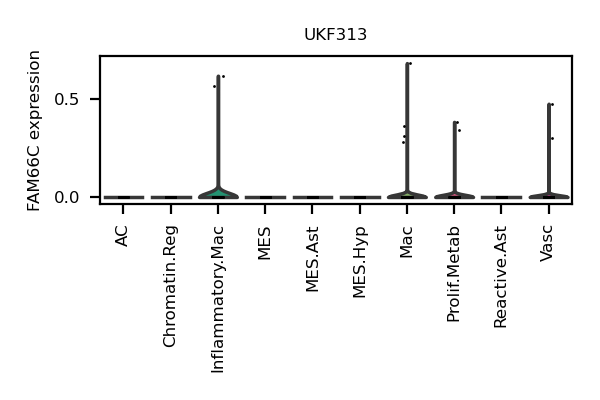 UKF313
FAM66C expression
0.5
0.0
AC
Chromatin.Reg
Inflammatory.Mac
MES
MES.Ast
MES.Hyp
Mac
Prolif.Metab
Reactive.Ast
Vasc